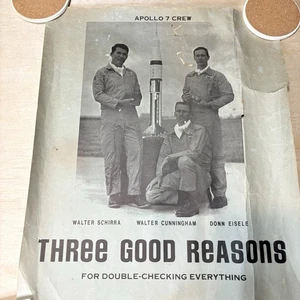 APOLLO 7 CREW
WALTER SCHIRRA WALTER CUNNINGHAM DONN EISELE
THREE GOOD REASONS
FOR DOUBLE-CHECKING EVERYTHING